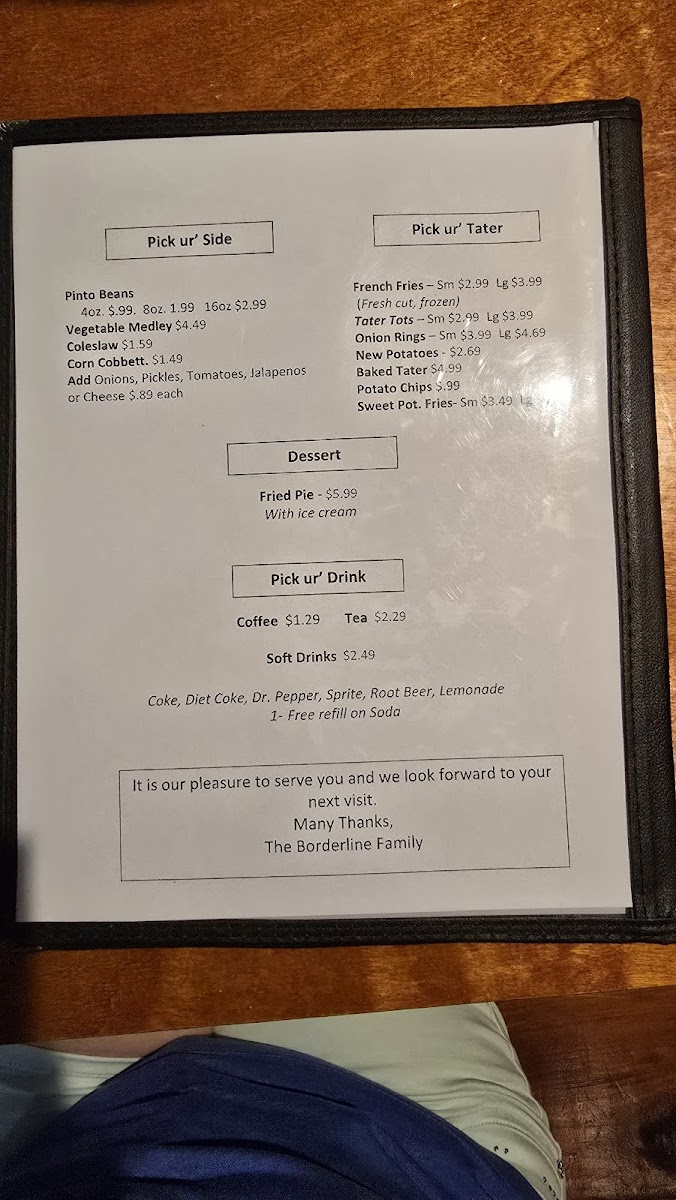 Pick ur' Side
Pinto Beans
4oz. $.99. 8oz. 1.99 16oz $2.99
Vegetable Medley $4.49
Coleslaw $1.59
Corn Cobbett. $1.49
Add Onions, Pickles, Tomatoes, Jalapenos
or Cheese $.89 each
Pick ur' Tater
French Fries – Sm $2.99 Lg $3.99
(Fresh cut, frozen)
Tater Tots – Sm $2.99 Lg $3.99
Onion Rings – Sm $3.99 Lg $4.69
New Potatoes - $2.69
Baked Tater $4.99
Potato Chips $.99
Sweet Pot. Fries- Sm $3.49 Lg
Dessert
Fried Pie - $5.99
With ice cream
Pick ur' Drink
Coffee $1.29 Tea $2.29
Soft Drinks $2.49
Coke, Diet Coke, Dr. Pepper, Sprite, Root Beer, Lemonade
1- Free refill on Soda
It is our pleasure to serve you and we look forward to your
next visit.
Many Thanks,
The Borderline Family